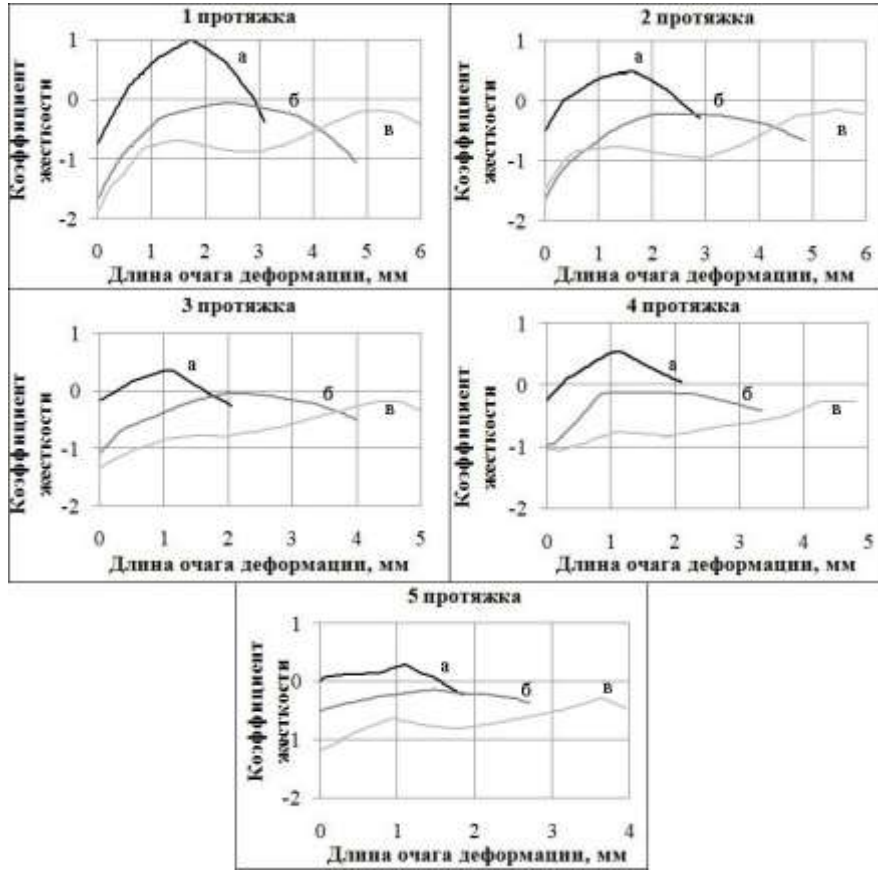 1 протяжка
Коэффициент
жесткости
1
0
-1
-2
а
б
в
0 1 2 3 4 5 6
Длина очага деформации, мм
2 протяжка
Коэффициент
жесткости
1
0
-1
-2
а
б
в
0 1 2 3 4 5 6
Длина очага деформации, мм
3 протяжка
Коэффициент
жесткости
1
0
-1
-2
а
б
в
0 1 2 3 4 5
Длина очага деформации, мм
4 протяжка
Коэффициент
жесткости
1
0
-1
-2
а
б
в
0 1 2 3 4 5
Длина очага деформации, мм
5 протяжка
Коэффициент
жесткости
1
0
-1
-2
а
б
в
0 1 2 3 4
Длина очага деформации, мм